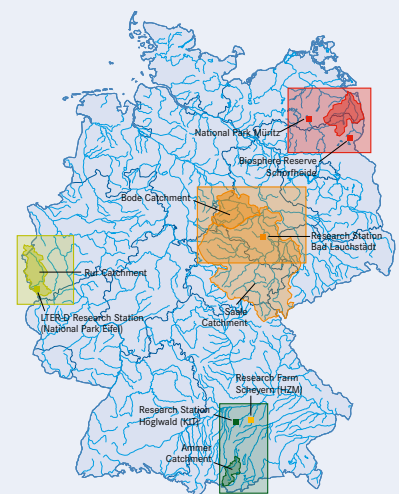 National Park Müritz
Biosphere Reserve
Schorfheide
Bode Catchment
Research Station
Bad Lauchstädt
Rur Catchment
LTER-D Research Station
(National Park Eifel)
Saale
Catchment
Research Farm
Scheyern (HZM)
Research Station
Höglwald (KIT)
Ammer
Catchment